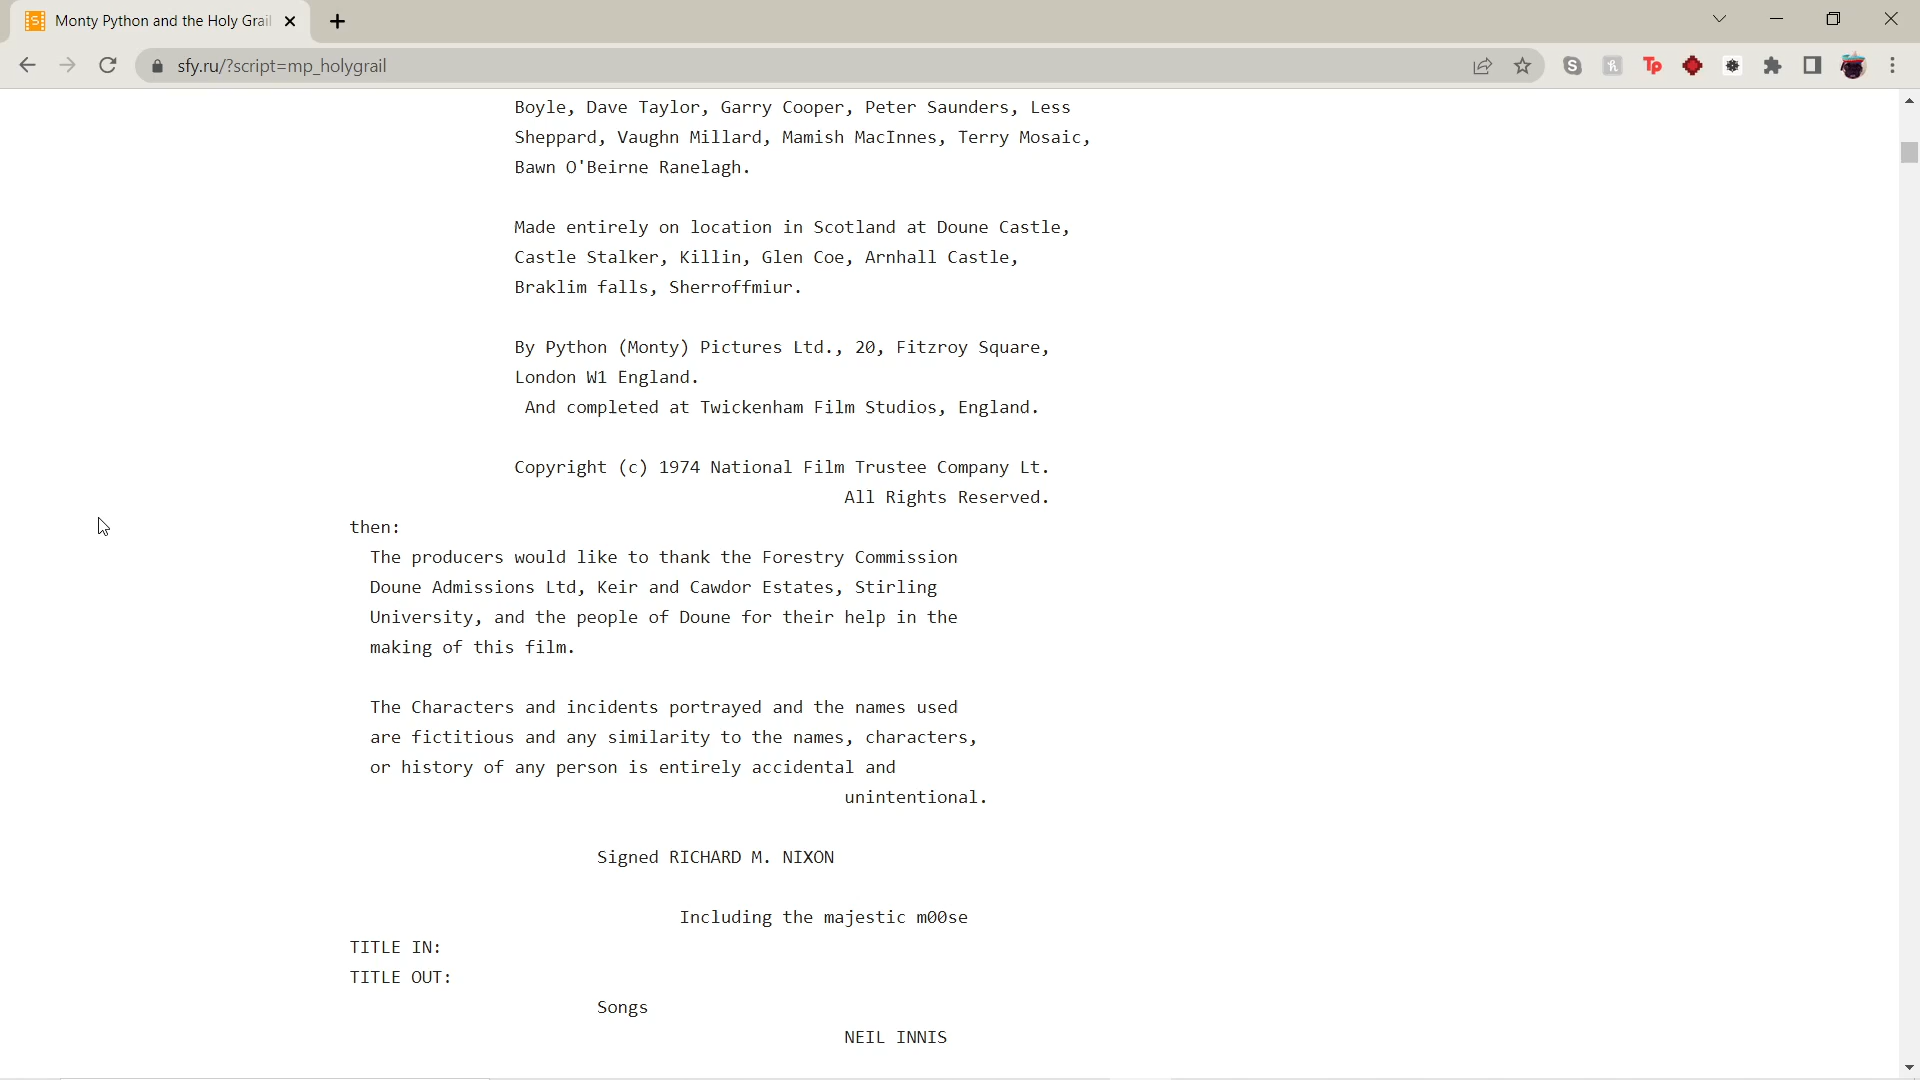 Monty Python and the Holy Grail
sfy.ru/?script=mp_holygrail
Boyle, Dave Taylor, Garry Cooper, Peter Saunders, Less
Sheppard, Vaughn Millard, Mamish MacInnes, Terry Mosaic,
Bawn O'Beirne Ranelagh.
Made entirely on location in Scotland at Doune Castle,
Castle Stalker, Killin, Glen Coe, Arnhall Castle,
Braklim falls, Sherroffmiur.
By Python (Monty) Pictures Ltd., 20, Fitzroy Square,
London W1 England.
And completed at Twickenham Film Studios, England.
Copyright (c) 1974 National Film Trustee Company Lt.
All Rights Reserved.
then:
The producers would like to thank the Forestry Commission
Doune Admissions Ltd, Keir and Cawdor Estates, Stirling
University, and the people of Doune for their help in the
making of this film.
The Characters and incidents portrayed and the names used
are fictitious and any similarity to the names, characters,
or history of any person is entirely accidental and
unintentional.
Signed RICHARD M. NIXON
Including the majestic m00se
TITLE IN:
TITLE OUT:
Songs
NEIL INNIS